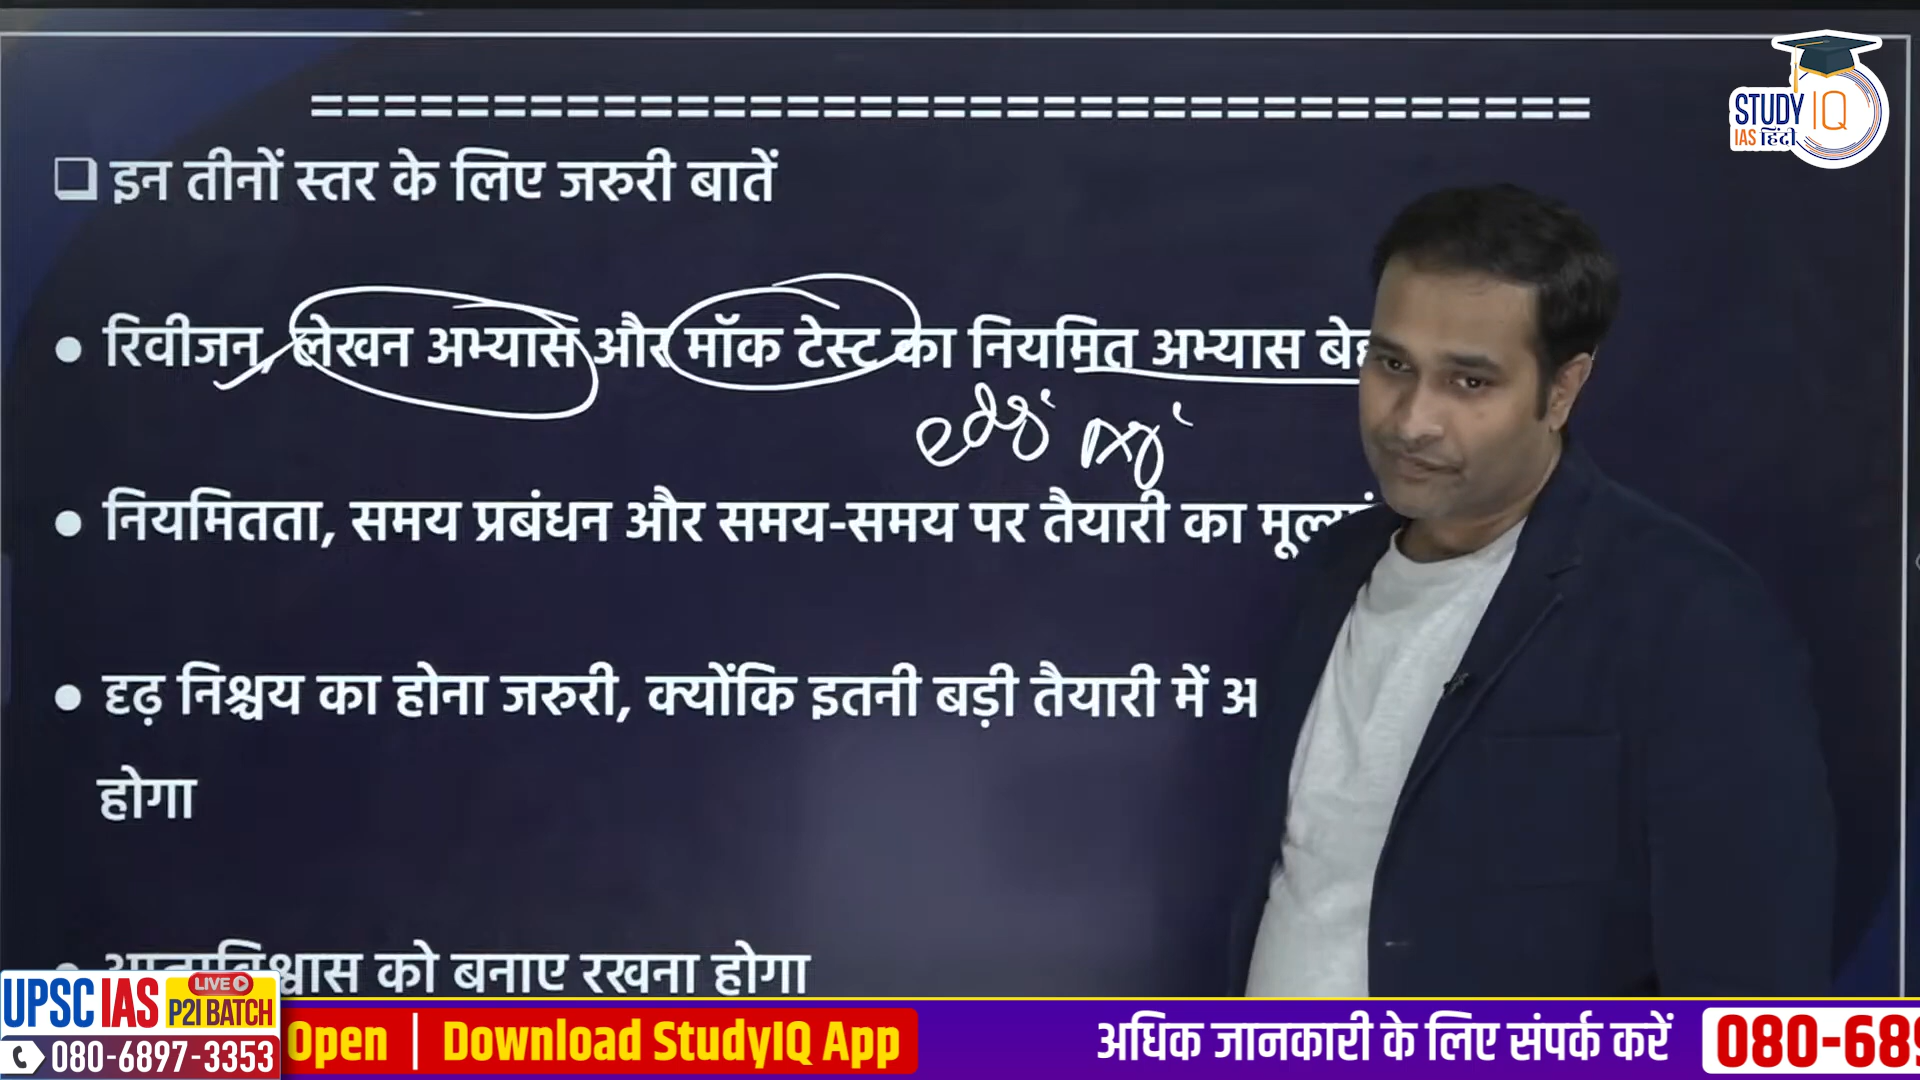 ================================
STUDY IQ
IAS हिंदी
इन तीनों स्तर के लिए जरुरी बातें
रिवीजन, लेखन अभ्यास और मॉक टेस्ट का नियमित अभ्यास
नियमितता, समय प्रबंधन और समय-समय पर तैयारी का
दृढ़ निश्चय का होना जरुरी, क्योंकि इतनी बड़ी तैयारी में
होगा
को बनाए रखना होगा
UPSC IAS LIVE P2I BATCH
080-6897-3353
Open | Download StudyIQ App
अधिक जानकारी के लिए संपर्क करें 080-689